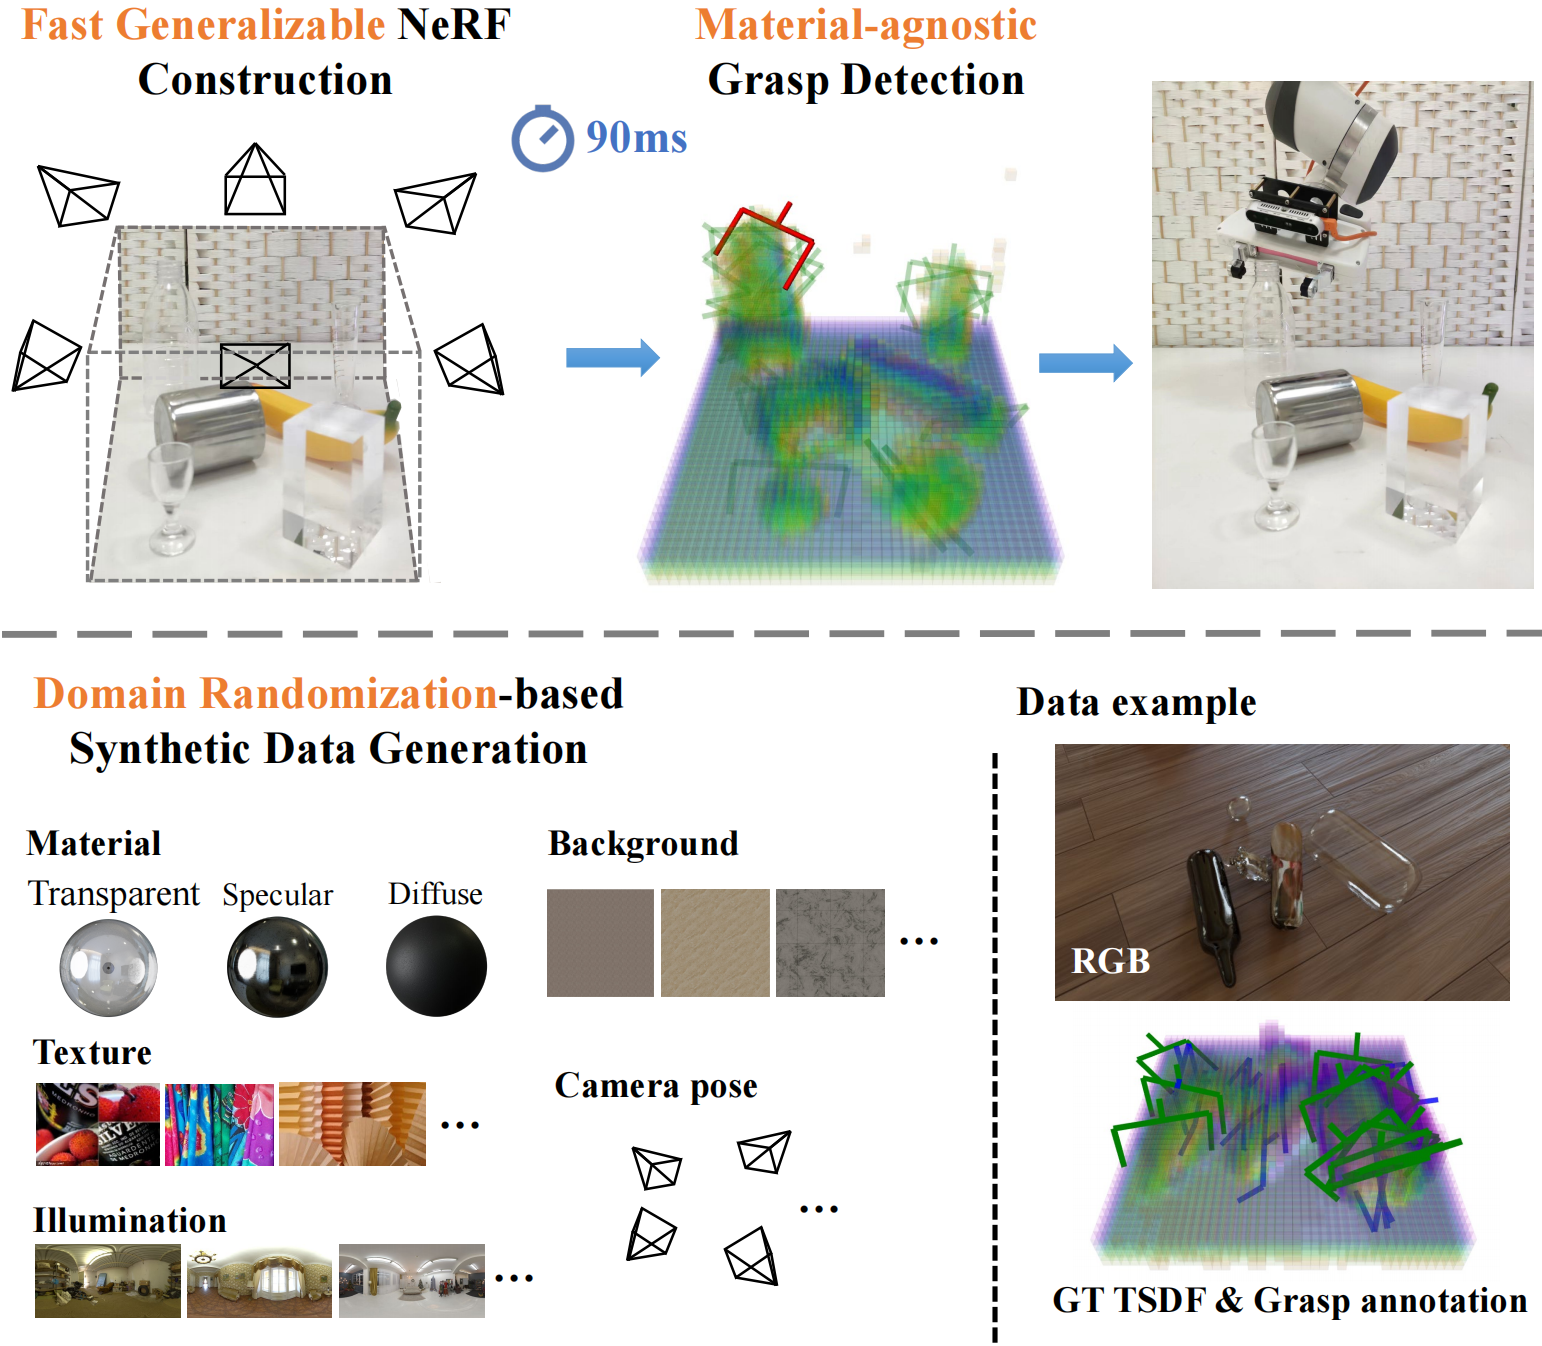 Fast Generalizable NeRF
Construction
Material-agnostic
Grasp Detection
90ms
Domain Randomization-based
Synthetic Data Generation
Data example
Material
Transparent
Specular
Diffuse
Background
...
RGB
Texture
...
Camera pose
...
Illumination
...
GT TSDF & Grasp annotation